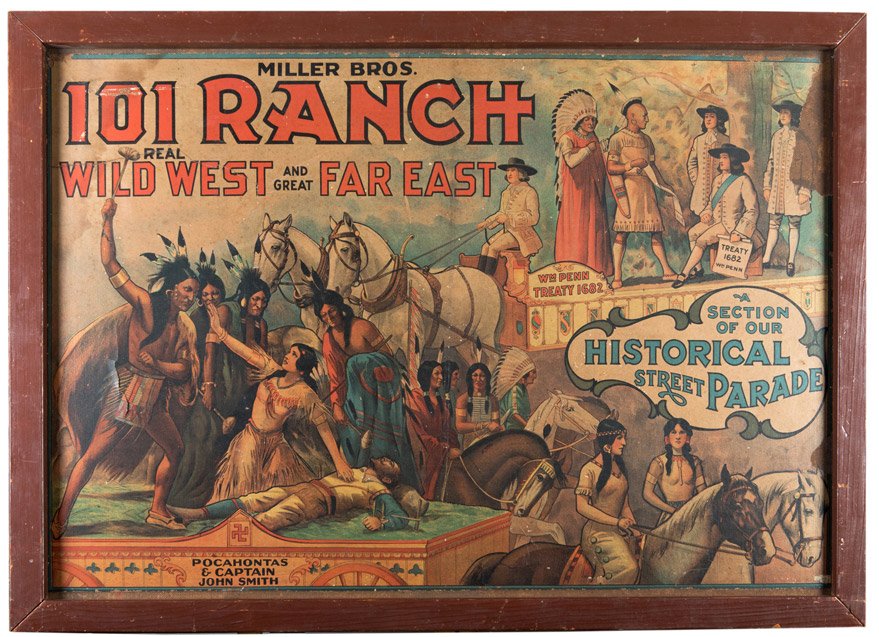 MILLER BROS.
101 RANCH
REAL
WILD WEST AND GREAT FAR EAST
WM PENN
TREATY 1682
TREATY
1682
WM PENN
A
SECTION
OF OUR
HISTORICAL
STREET PARADE
POCAHONTAS
& CAPTAIN
JOHN SMITH